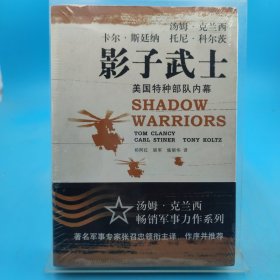 汤姆·克兰西
卡尔·斯廷纳 托尼·科尔茨
影子武士
美国特种部队内幕
SHADOW
WARRIORS
TOM CLANCY
CARL STINER TONY KOLTZ
汤姆·克兰西
畅销军事力作系列
著名军事专家张召忠领衔主译，作序并推荐